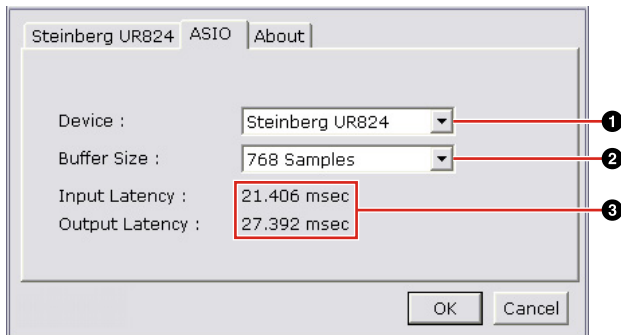 Steinberg UR824 ASIO About
Device : Steinberg UR824 1
Buffer Size : 768 Samples 2
Input Latency : 21.406 msec
Output Latency : 27.392 msec 3
OK Cancel